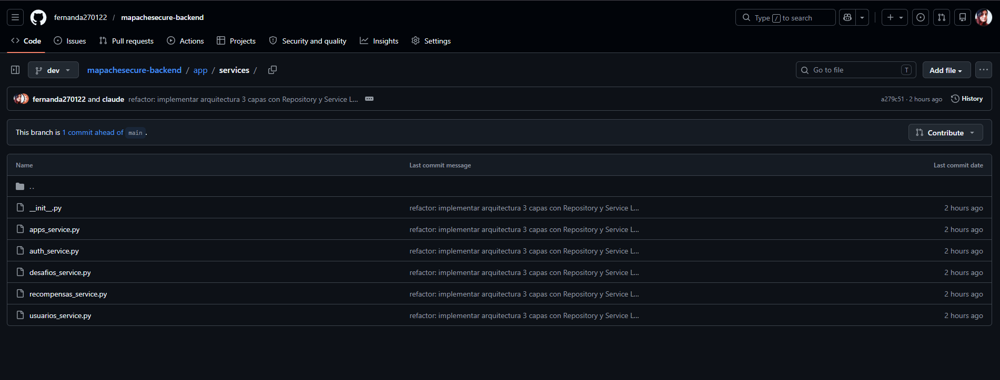 fernanda270122 / mapachesecure-backend
Type / to search
Code Issues Pull requests Actions Projects Security and quality Insights Settings
dev
mapachesecure-backend / app / services /
Go to file T
Add file
fernanda270122 and claude refactor: implementar arquitectura 3 capas con Repository y Service L...
a279c51 · 2 hours ago
History
This branch is 1 commit ahead of main .
Contribute
Name Last commit message Last commit date
..
__init__.py refactor: implementar arquitectura 3 capas con Repository y Service L... 2 hours ago
apps_service.py refactor: implementar arquitectura 3 capas con Repository y Service L... 2 hours ago
auth_service.py refactor: implementar arquitectura 3 capas con Repository y Service L... 2 hours ago
desafios_service.py refactor: implementar arquitectura 3 capas con Repository y Service L... 2 hours ago
recompensas_service.py refactor: implementar arquitectura 3 capas con Repository y Service L... 2 hours ago
usuarios_service.py refactor: implementar arquitectura 3 capas con Repository y Service L... 2 hours ago